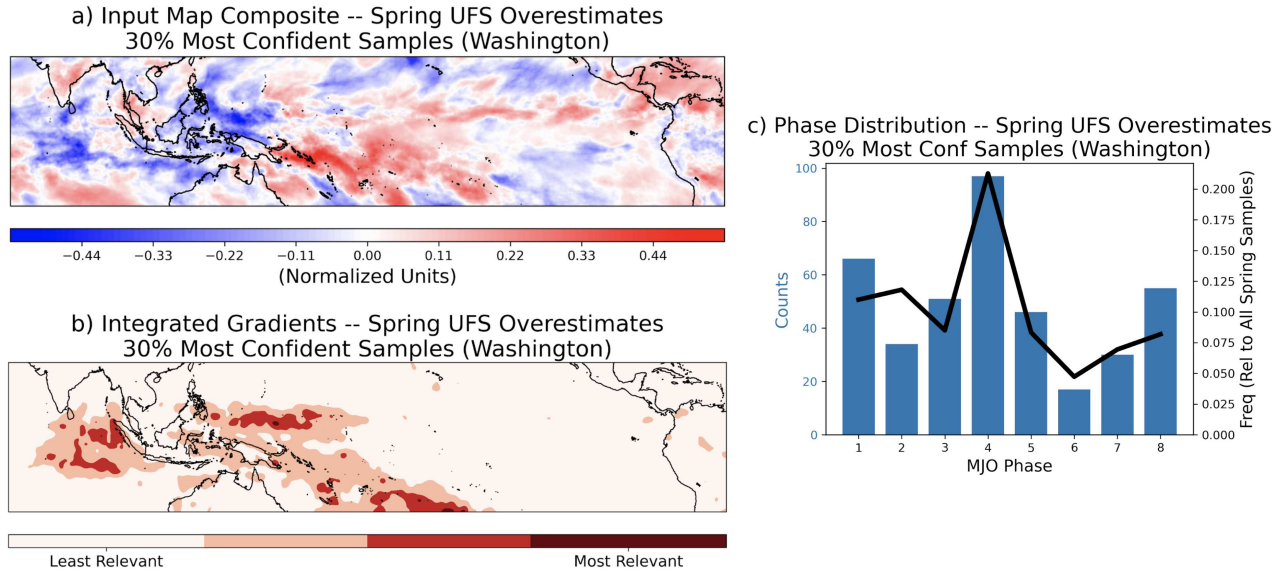 a) Input Map Composite -- Spring UFS Overestimates
30% Most Confident Samples (Washington)
−0.44 −0.33 −0.22 −0.11 0.00 0.11 0.22 0.33 0.44
(Normalized Units)
b) Integrated Gradients -- Spring UFS Overestimates
30% Most Confident Samples (Washington)
Least Relevant Most Relevant
c) Phase Distribution -- Spring UFS Overestimates
30% Most Conf Samples (Washington)
Counts
100
80
60
40
20
0
1 2 3 4 5 6 7 8
MJO Phase
0.200
0.175
0.150
0.125
0.100
0.075
0.050
0.025
0.000
Freq (Rel to All Spring Samples)